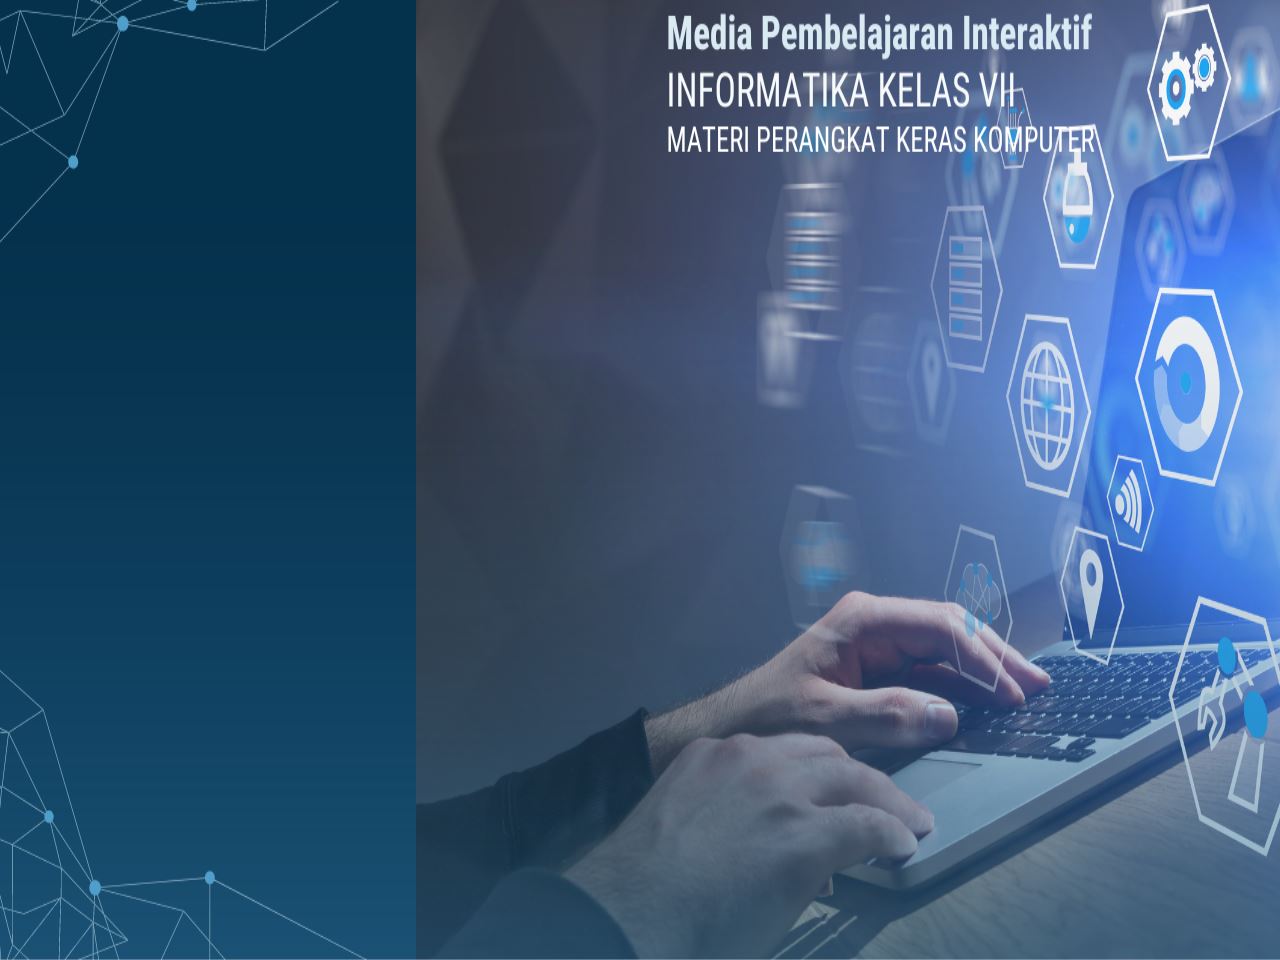 Media Pembelajaran Interaktif
INFORMATIKA KELAS VII
MATERI PERANGKAT KERAS KOMPUTER